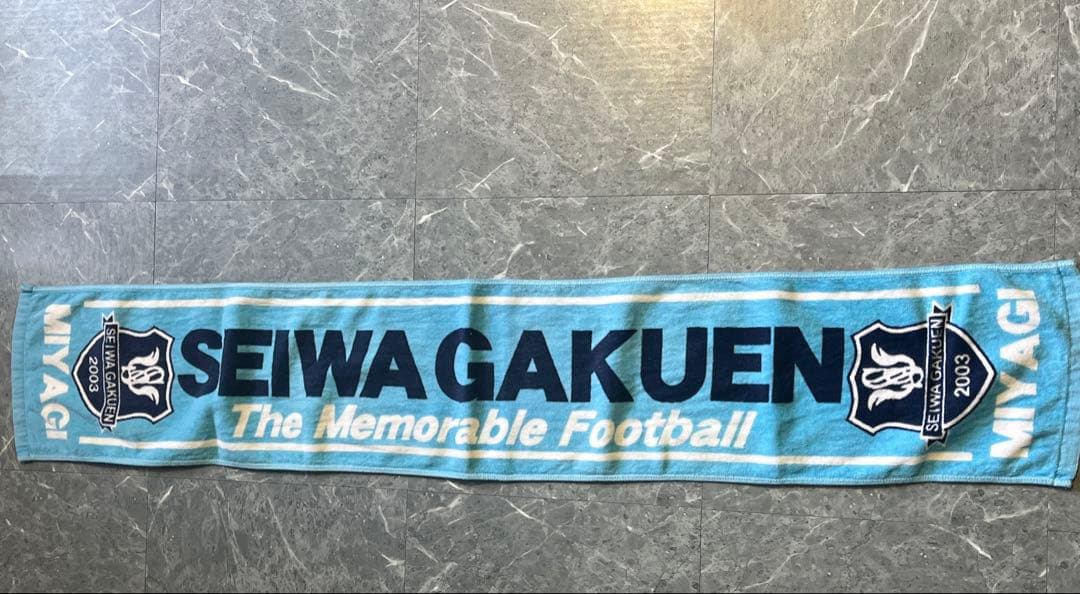 MIYAGI
SEIWA GAKUEN
2003
SEIWA GAKUEN
The Memorable Football
SEIWA GAKUEN
2003
MIYAGI